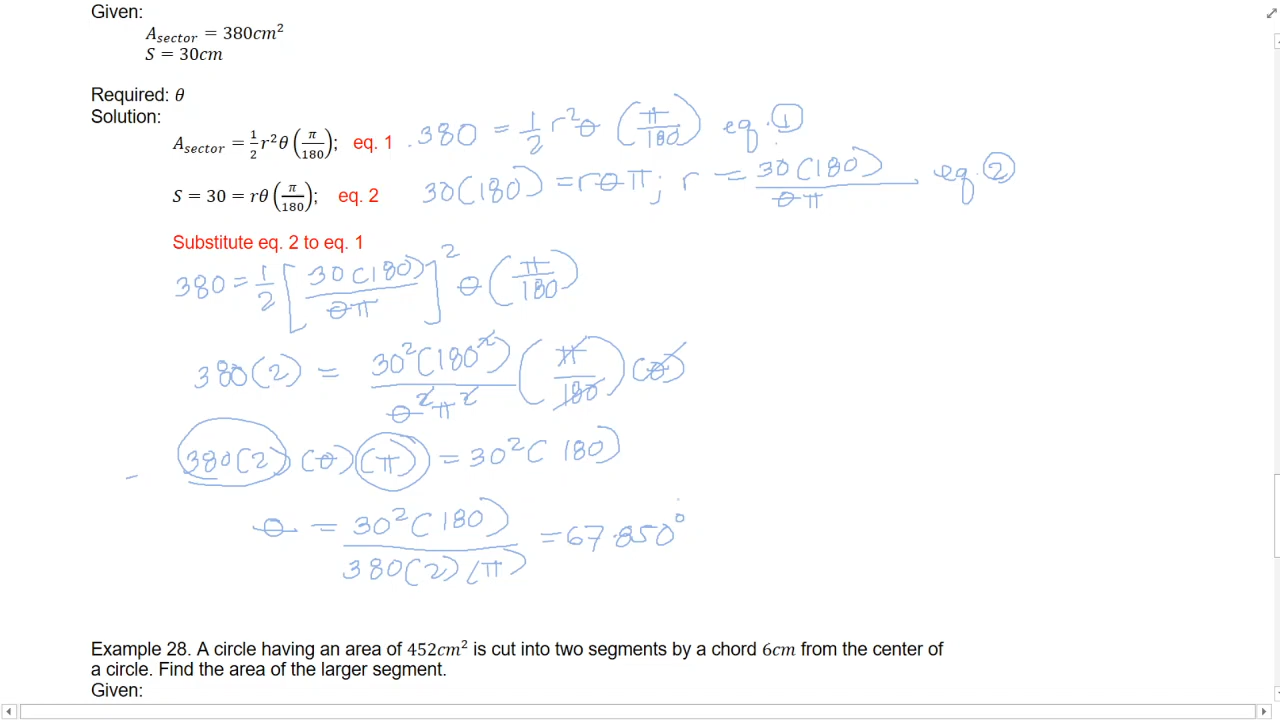 Given:
A_sector = 380cm²
S = 30cm
Required: θ
Solution:
A_sector = 1/2 r²θ (π/180); eq. 1
380 = 1/2 r²θ (π/180) eq. 1
S = 30 = rθ (π/180); eq. 2
30(180) = rθπ; r = 30(180)/θπ eq. 2
Substitute eq. 2 to eq. 1
380 = 1/2 [30(180)/θπ]² θ (π/180)
380(2) = 30²(180²)/θ²π² (π/180) (θ)
380(2) (θ) (π) = 30²(180)
θ = 30²(180)/380(2)(π) = 67.850°
Example 28. A circle having an area of 452cm² is cut into two segments by a chord 6cm from the center of
a circle. Find the area of the larger segment.
Given: